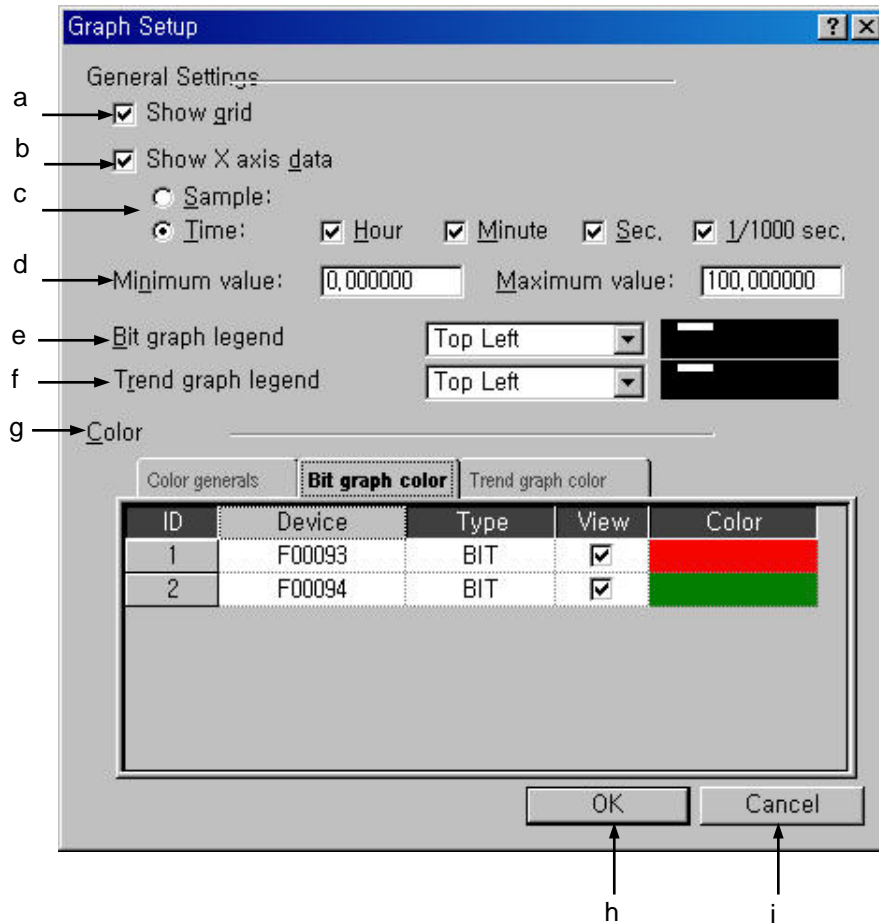 Graph Setup
General Settings
a
Show grid
b
Show X axis data
c
Sample:
Time: Hour Minute Sec. 1/1000 sec.
d
Minimum value: 0.000000 Maximum value: 100.000000
e
Bit graph legend Top Left
f
Trend graph legend Top Left
g
Color
Color generals Bit graph color Trend graph color
ID Device Type View Color
1 F00093 BIT
2 F00094 BIT
OK Cancel
h i